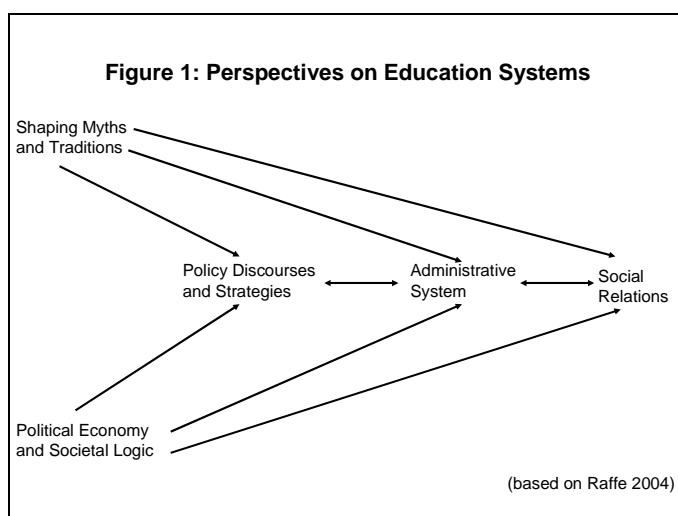 Figure 1: Perspectives on Education Systems
Shaping Myths
and Traditions
Policy Discourses
and Strategies
Administrative
System
Social
Relations
Political Economy
and Societal Logic
(based on Raffe 2004)